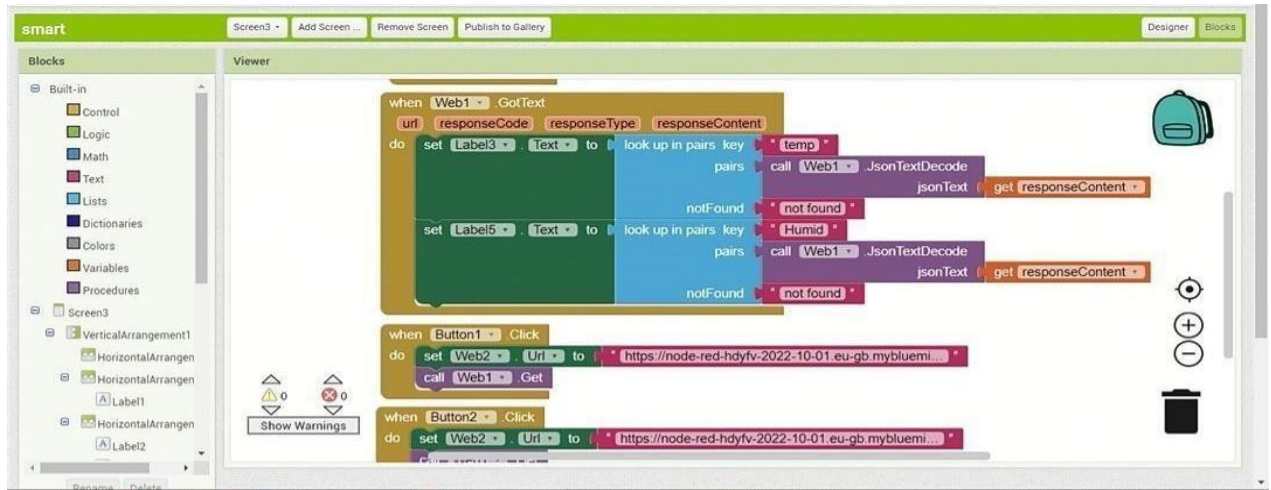 smart Screen3 Add Screen ... Remove Screen Publish to Gallery Designer Blocks
Blocks Viewer
Built-in
Control
Logic
Math
Text
Lists
Dictionaries
Colors
Variables
Procedures
Screen3
VerticalArrangement1
HorizontalArrangen
HorizontalArrangen
Label1
HorizontalArrangen
Label2
Rename Delete
when Web1 .GotText
url responseCode responseType responseContent
do set Label3 . Text to look up in pairs key " temp "
pairs call Web1 .JsonTextDecode
jsonText get responseContent
notFound " not found "
set Label5 . Text to look up in pairs key " Humid "
pairs call Web1 .JsonTextDecode
jsonText get responseContent
notFound " not found "
when Button1 .Click
do set Web2 . Url to " https://node-red-hdyfv-2022-10-01.eu-gb.mybluemi... "
call Web1 .Get
when Button2 .Click
do set Web2 . Url to " https://node-red-hdyfv-2022-10-01.eu-gb.mybluemi... "
0 0
Show Warnings